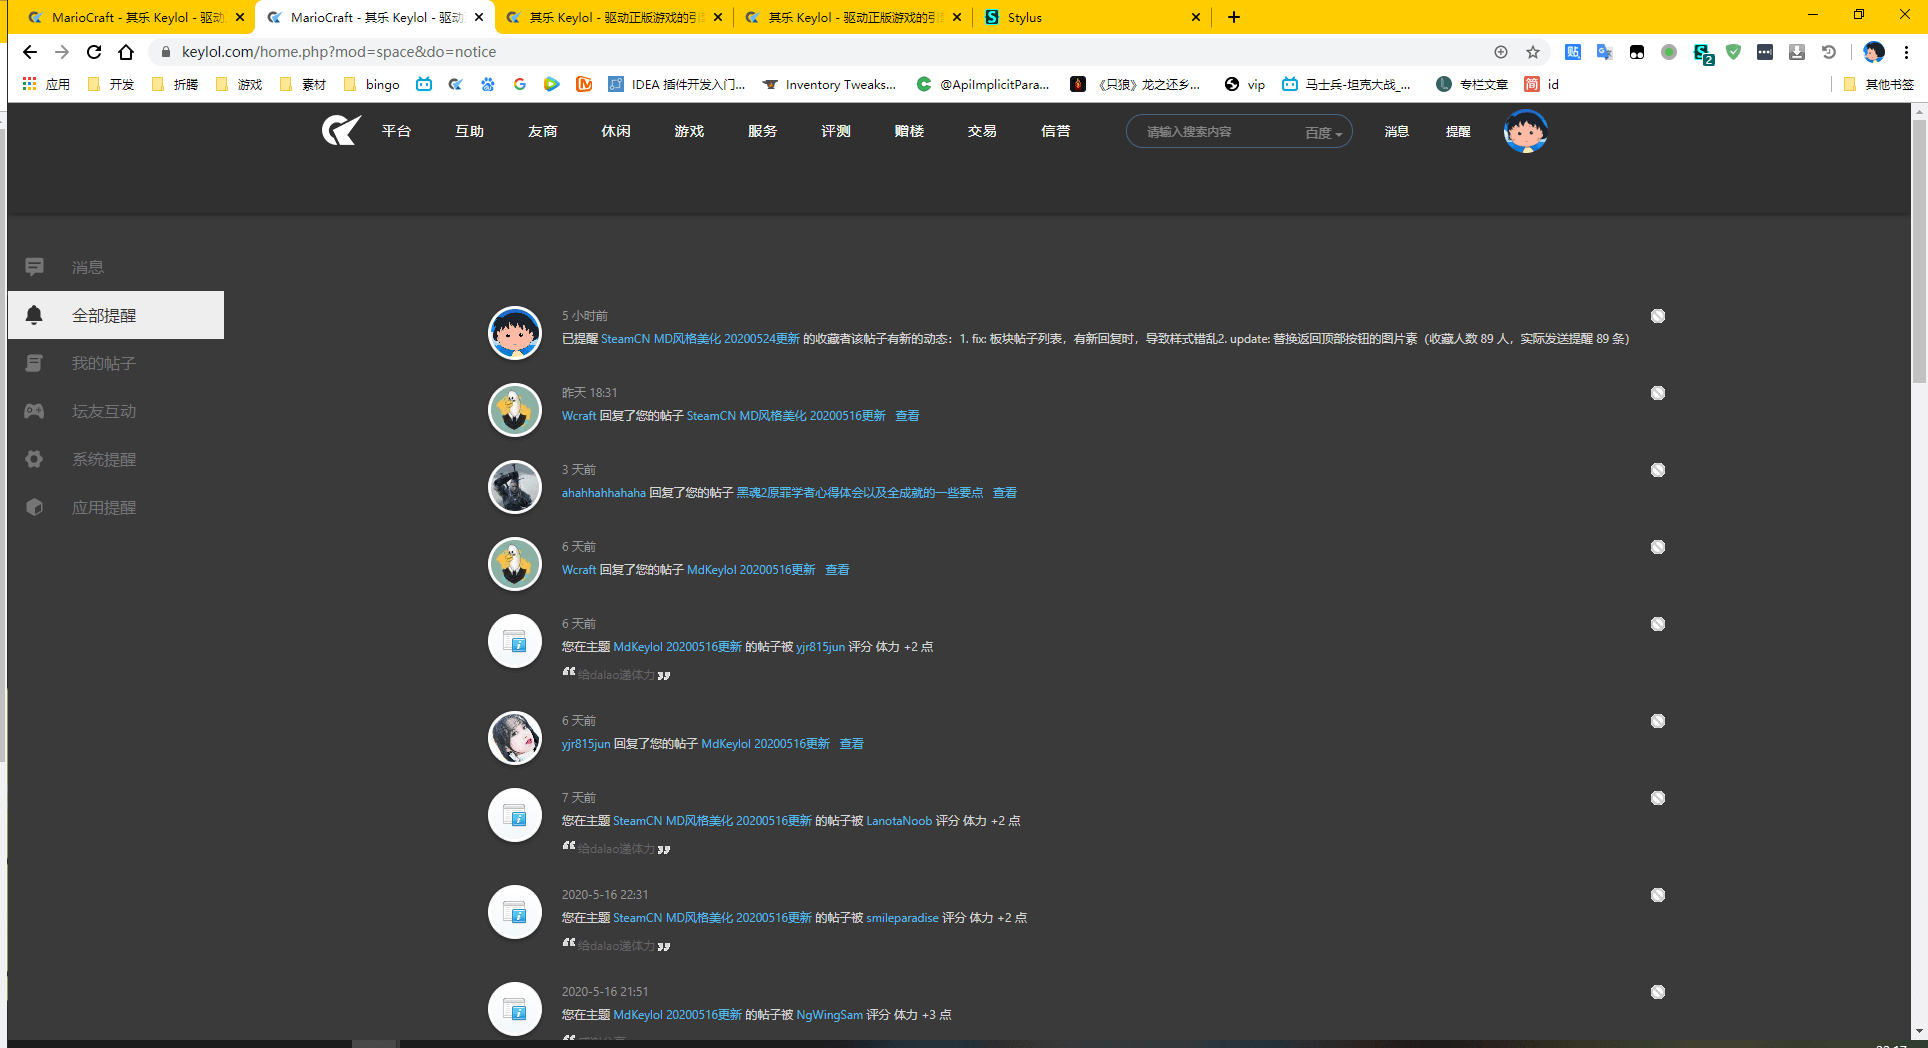 MarioCraft - 其乐 Keylol - 驱动
MarioCraft - 其乐 Keylol - 驱动
其乐 Keylol - 驱动正版游戏的引擎
其乐 Keylol - 驱动正版游戏的引擎
Stylus
keylol.com/home.php?mod=space&do=notice
2
应用
开发
折腾
游戏
素材
bingo
IDEA 插件开发入门...
Inventory Tweaks...
@ApiImplicitPara...
《只狼》龙之还乡...
vip
马士兵-坦克大战_...
专栏文章
简 id
其他书签
平台
互助
友商
休闲
游戏
服务
评测
赠楼
交易
信誉
请输入搜索内容
百度
消息
提醒
消息
全部提醒
我的帖子
坛友互动
系统提醒
应用提醒
5 小时前
已提醒 SteamCN MD风格美化 20200524更新 的收藏者该帖子有新的动态：1. fix: 板块帖子列表，有新回复时，导致样式错乱2. update: 替换返回顶部按钮的图片素（收藏人数 89 人，实际发送提醒 89 条）
昨天 18:31
Wcraft 回复了您的帖子 SteamCN MD风格美化 20200516更新 查看
3 天前
ahahhahhahaha 回复了您的帖子 黑魂2原罪学者心得体会以及全成就的一些要点 查看
6 天前
Wcraft 回复了您的帖子 MdKeylol 20200516更新 查看
6 天前
您在主题 MdKeylol 20200516更新 的帖子被 yjr815jun 评分 体力 +2 点
给dalao递体力
6 天前
yjr815jun 回复了您的帖子 MdKeylol 20200516更新 查看
7 天前
您在主题 SteamCN MD风格美化 20200516更新 的帖子被 LanotaNoob 评分 体力 +2 点
给dalao递体力
2020-5-16 22:31
您在主题 SteamCN MD风格美化 20200516更新 的帖子被 smileparadise 评分 体力 +2 点
给dalao递体力
2020-5-16 21:51
您在主题 MdKeylol 20200516更新 的帖子被 NgWingSam 评分 体力 +3 点